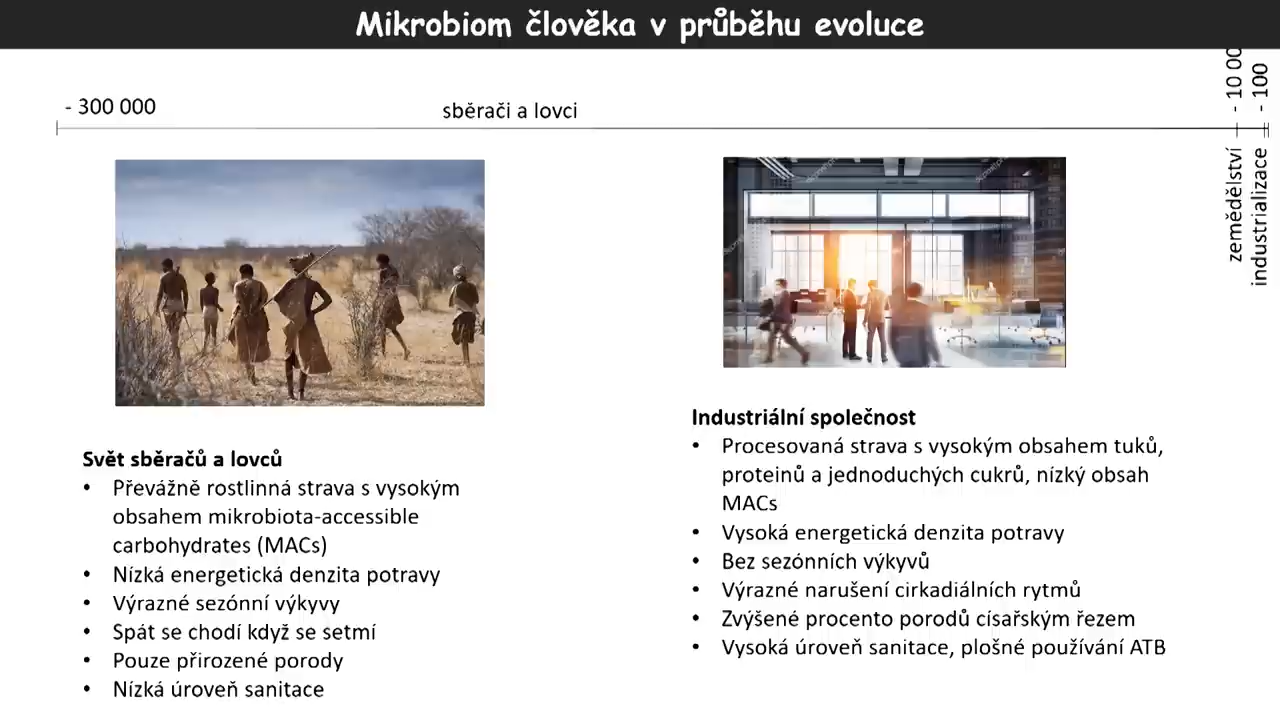 Mikrobiom člověka v průběhu evoluce
- 300 000
sběrači a lovci
- 10 00
- 100
zemědělství
industrializace
Svět sběračů a lovců
• Převážně rostlinná strava s vysokým
obsahem mikrobiota-accessible
carbohydrates (MACs)
• Nízká energetická denzita potravy
• Výrazné sezónní výkyvy
• Spát se chodí když se setmí
• Pouze přirozené porody
• Nízká úroveň sanitace
Industriální společnost
• Procesovaná strava s vysokým obsahem tuků,
proteinů a jednoduchých cukrů, nízký obsah
MACs
• Vysoká energetická denzita potravy
• Bez sezónních výkyvů
• Výrazné narušení cirkadiálních rytmů
• Zvýšené procento porodů císařským řezem
• Vysoká úroveň sanitace, plošné používání ATB